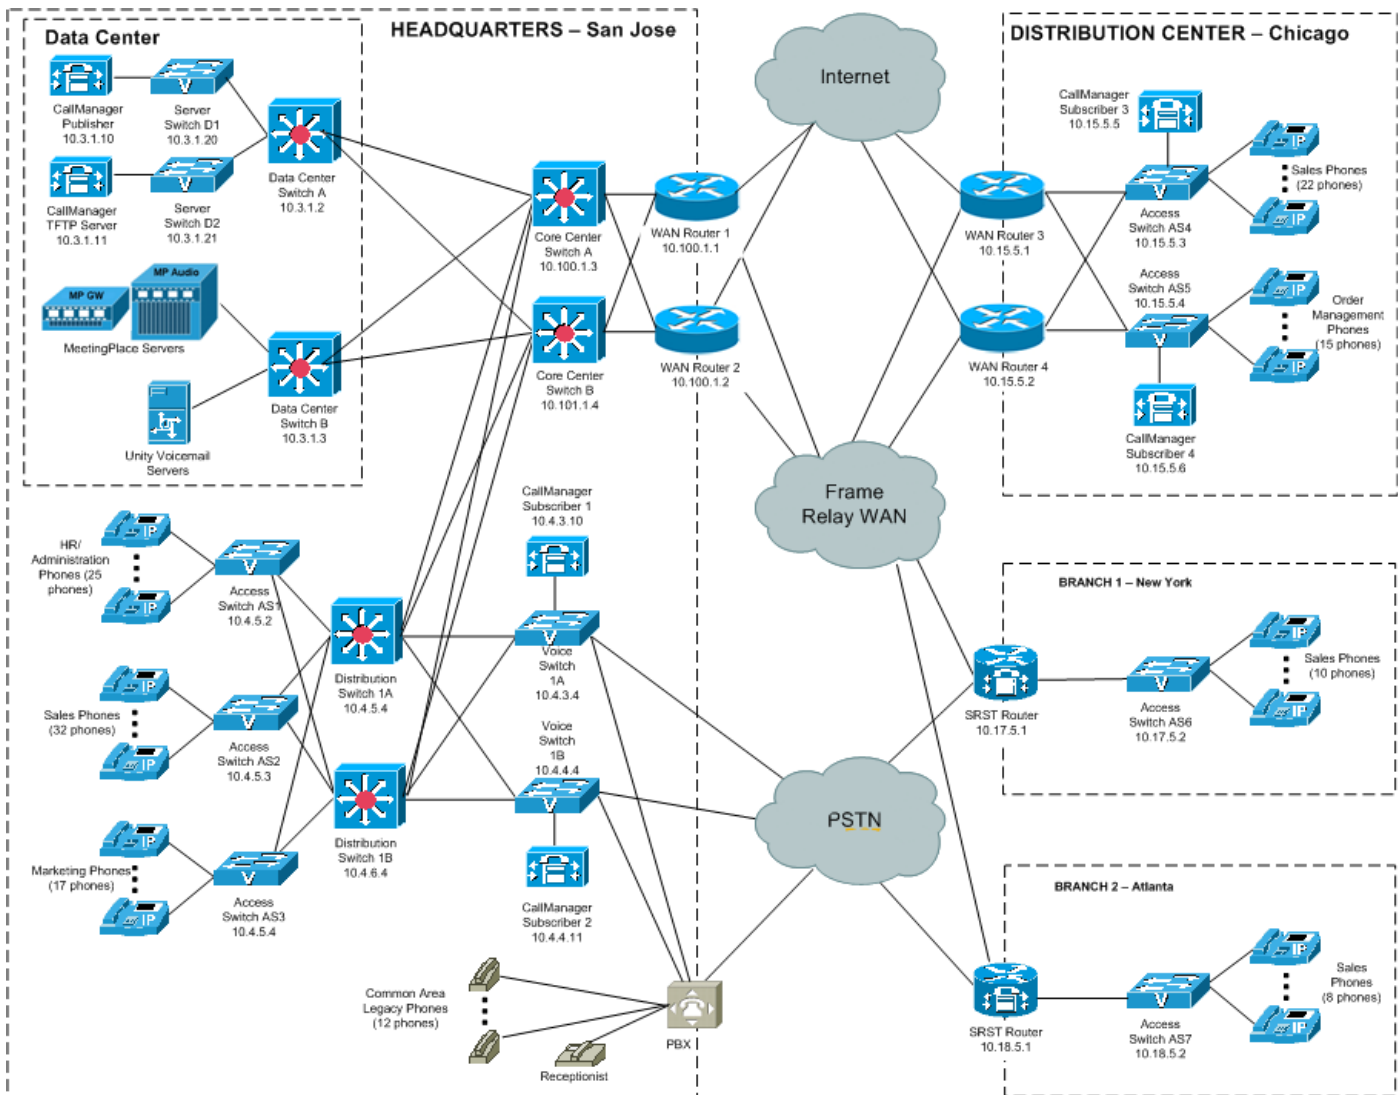 HEADQUARTERS – San Jose
Data Center
CallManager
Publisher
10.3.1.10
Server
Switch D1
10.3.1.20
CallManager
TFTP Server
10.3.1.11
Server
Switch D2
10.3.1.21
Data Center
Switch A
10.3.1.2
MP GW
MP Audio
MeetingPlace Servers
Unity Voicemail
Servers
Data Center
Switch B
10.3.1.3
Core Center
Switch A
10.100.1.3
Core Center
Switch B
10.101.1.4
WAN Router 1
10.100.1.1
WAN Router 2
10.100.1.2
Internet
Frame
Relay WAN
PSTN
DISTRIBUTION CENTER – Chicago
CallManager
Subscriber 3
10.15.5.5
WAN Router 3
10.15.5.1
WAN Router 4
10.15.5.2
Access
Switch AS4
10.15.5.3
IP
Sales Phones
(22 phones)
IP
Access
Switch AS5
10.15.5.4
IP
Order
Management
Phones
(15 phones)
IP
CallManager
Subscriber 4
10.15.5.6
IP
HR/
Administration
Phones (25
phones)
IP
V
Access
Switch AS1
10.4.5.2
IP
Sales Phones
(32 phones)
IP
V
Access
Switch AS2
10.4.5.3
IP
Marketing Phones
(17 phones)
IP
V
Access
Switch AS3
10.4.5.4
Distribution
Switch 1A
10.4.5.4
Distribution
Switch 1B
10.4.6.4
CallManager
Subscriber 1
10.4.3.10
V
Voice
Switch
1A
10.4.3.4
Voice
Switch
1B
10.4.4.4
V
CallManager
Subscriber 2
10.4.4.11
Common Area
Legacy Phones
(12 phones)
Receptionist
PBX
BRANCH 1 – New York
SRST Router
10.17.5.1
V
Access
Switch AS6
10.17.5.2
IP
Sales Phones
(10 phones)
IP
BRANCH 2 – Atlanta
SRST Router
10.18.5.1
V
Access
Switch AS7
10.18.5.2
IP
Sales
Phones
(8 phones)
IP